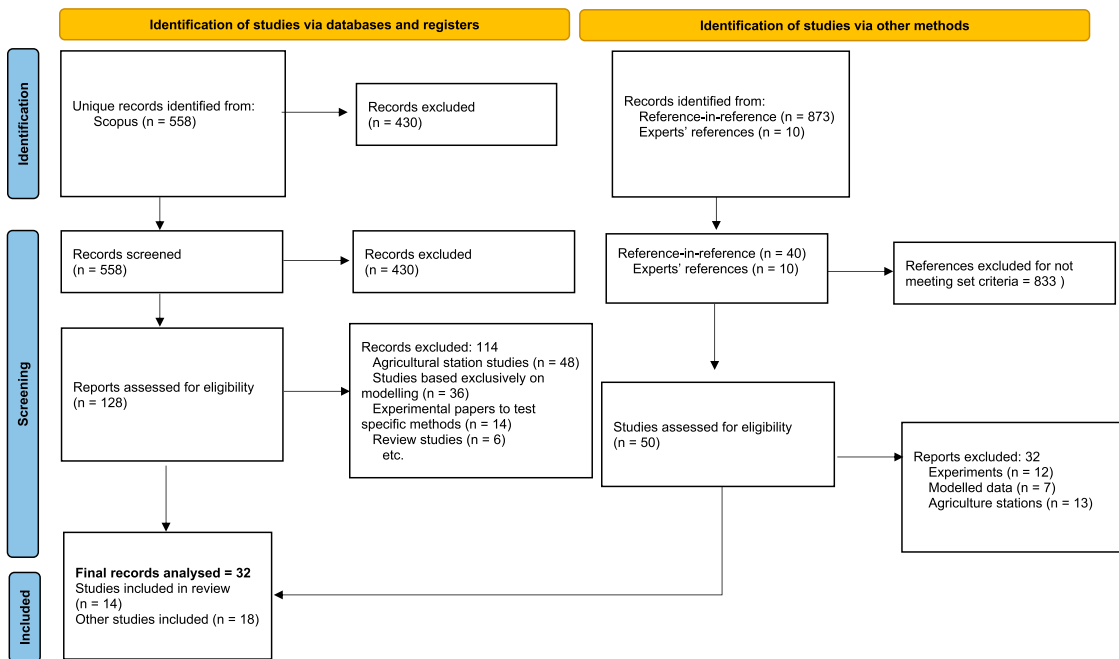 Identification of studies via databases and registers
Identification of studies via other methods
Identification
Unique records identified from:
Scopus (n = 558)
Records excluded
(n = 430)
Records identified from:
Reference-in-reference (n = 873)
Experts' references (n = 10)
Screening
Records screened
(n = 558)
Records excluded
(n = 430)
Reference-in-reference (n = 40)
Experts' references (n = 10)
References excluded for not
meeting set criteria = 833 )
Reports assessed for eligibility
(n = 128)
Records excluded: 114
Agricultural station studies (n = 48)
Studies based exclusively on
modelling (n = 36)
Experimental papers to test
specific methods (n = 14)
Review studies (n = 6)
etc.
Studies assessed for eligibility
(n = 50)
Reports excluded: 32
Experiments (n = 12)
Modelled data (n = 7)
Agriculture stations (n = 13)
Included
Final records analysed = 32
Studies included in review
(n = 14)
Other studies included (n = 18)